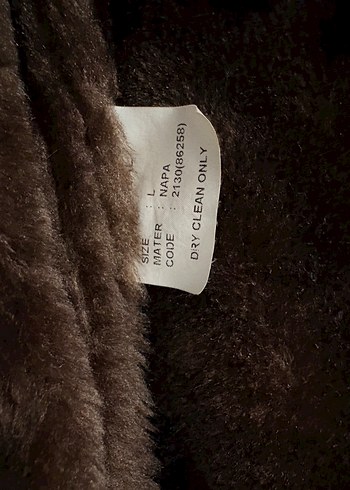 SIZE : L
MATER : NAPA
CODE : 2130(86258)
DRY CLEAN ONLY